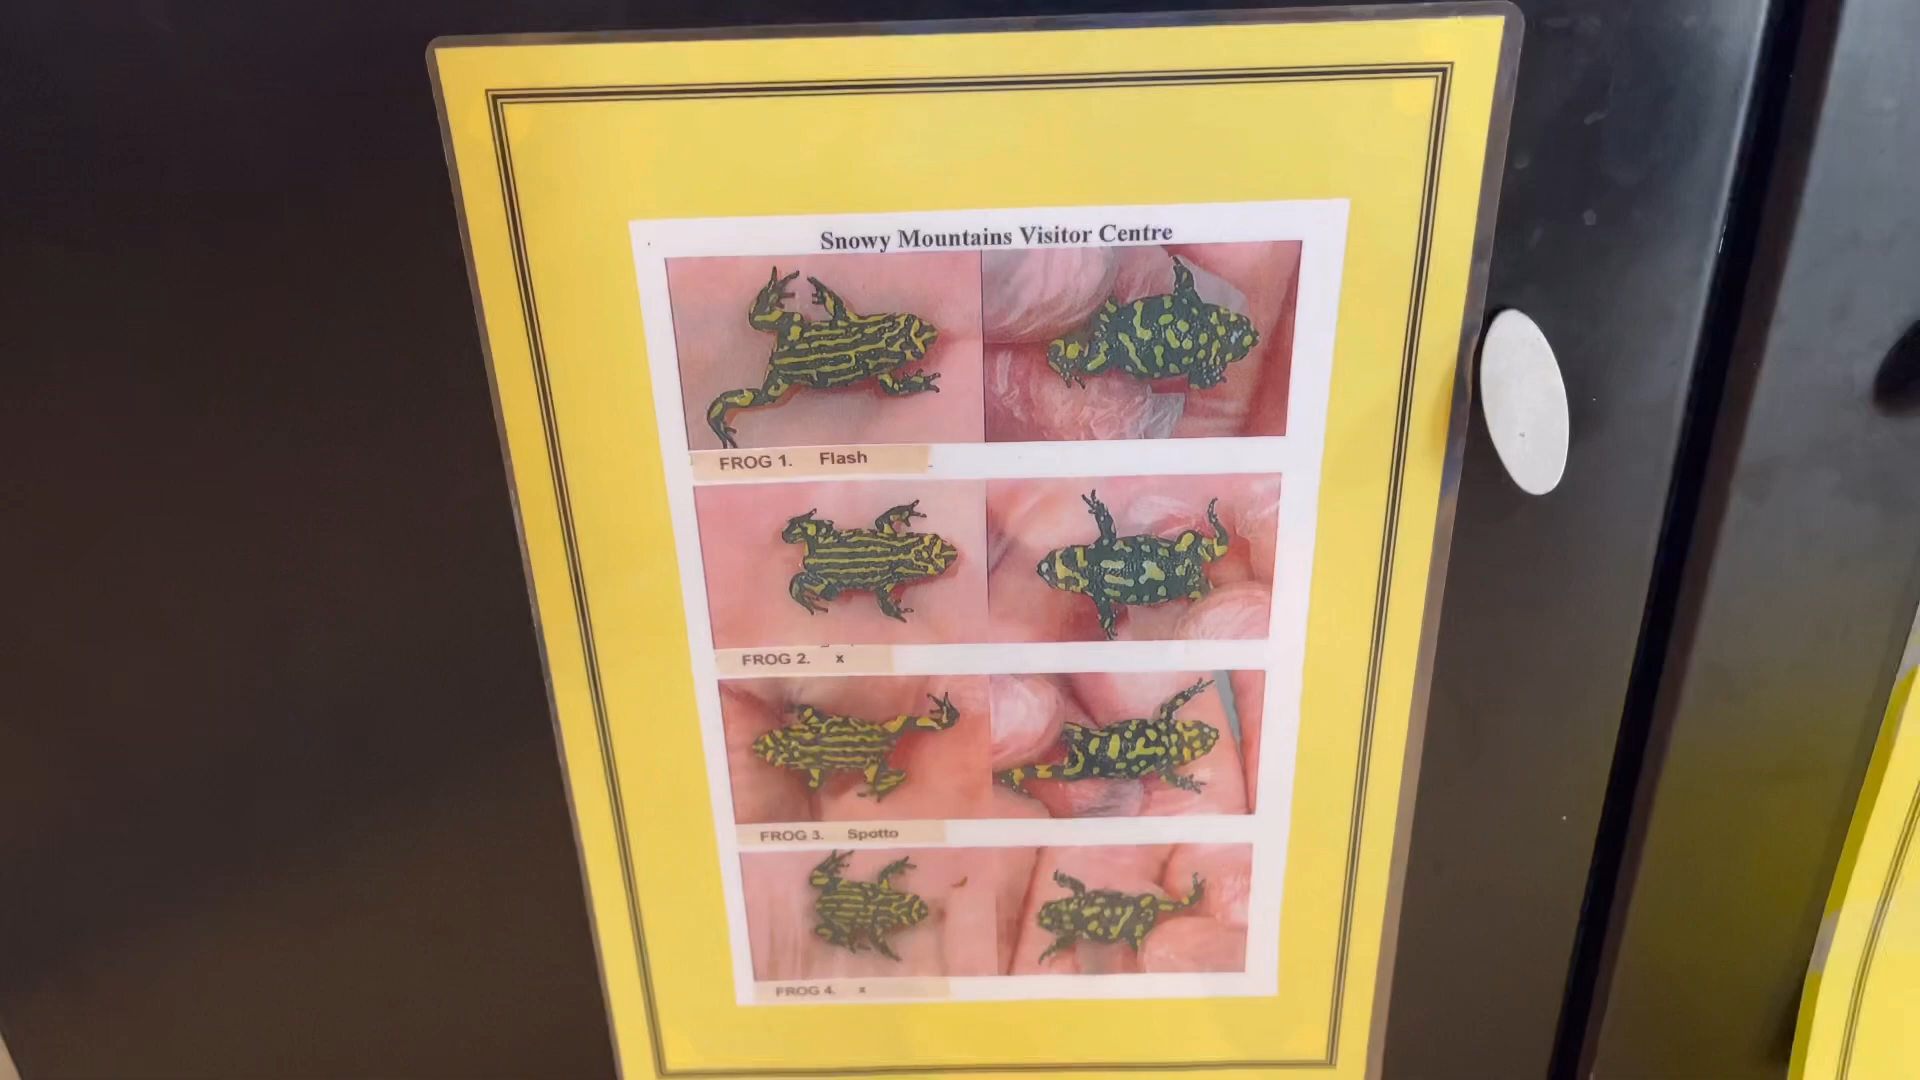 Snowy Mountains Visitor Centre
FROG 1. Flash
FROG 2. x
FROG 3. Spotto
FROG 4. x